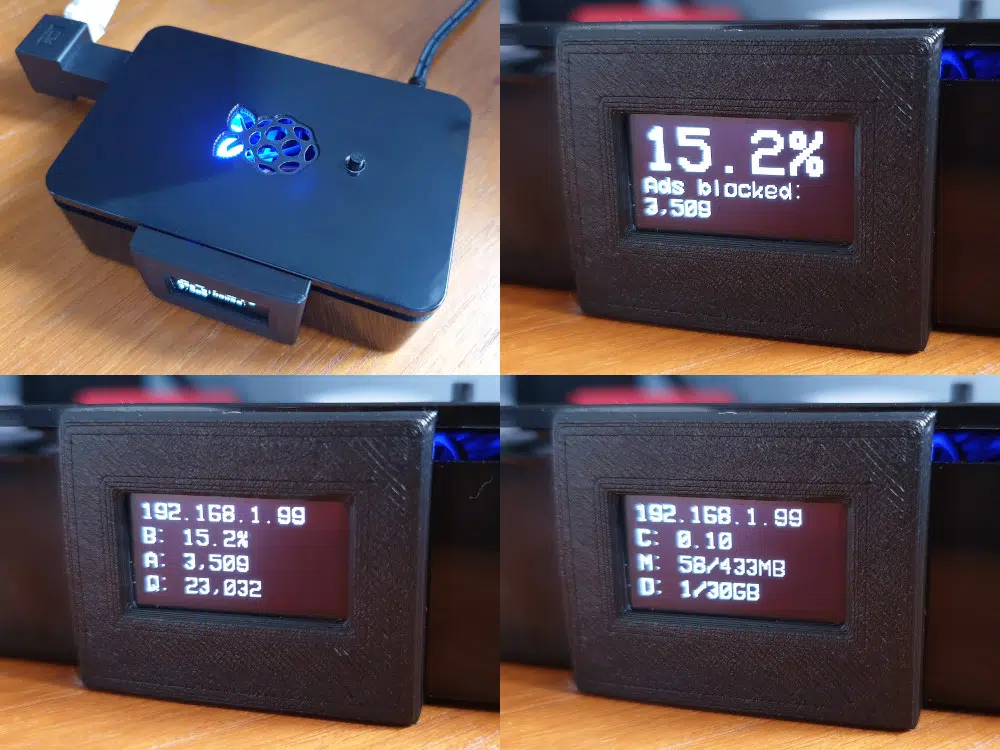 15.2%
Ads blocked:
3,509
192.168.1.99
B: 15.2%
A: 3,509
Q: 23,032
192.168.1.99
C: 0.10
M: 58/433MB
D: 1/30GB